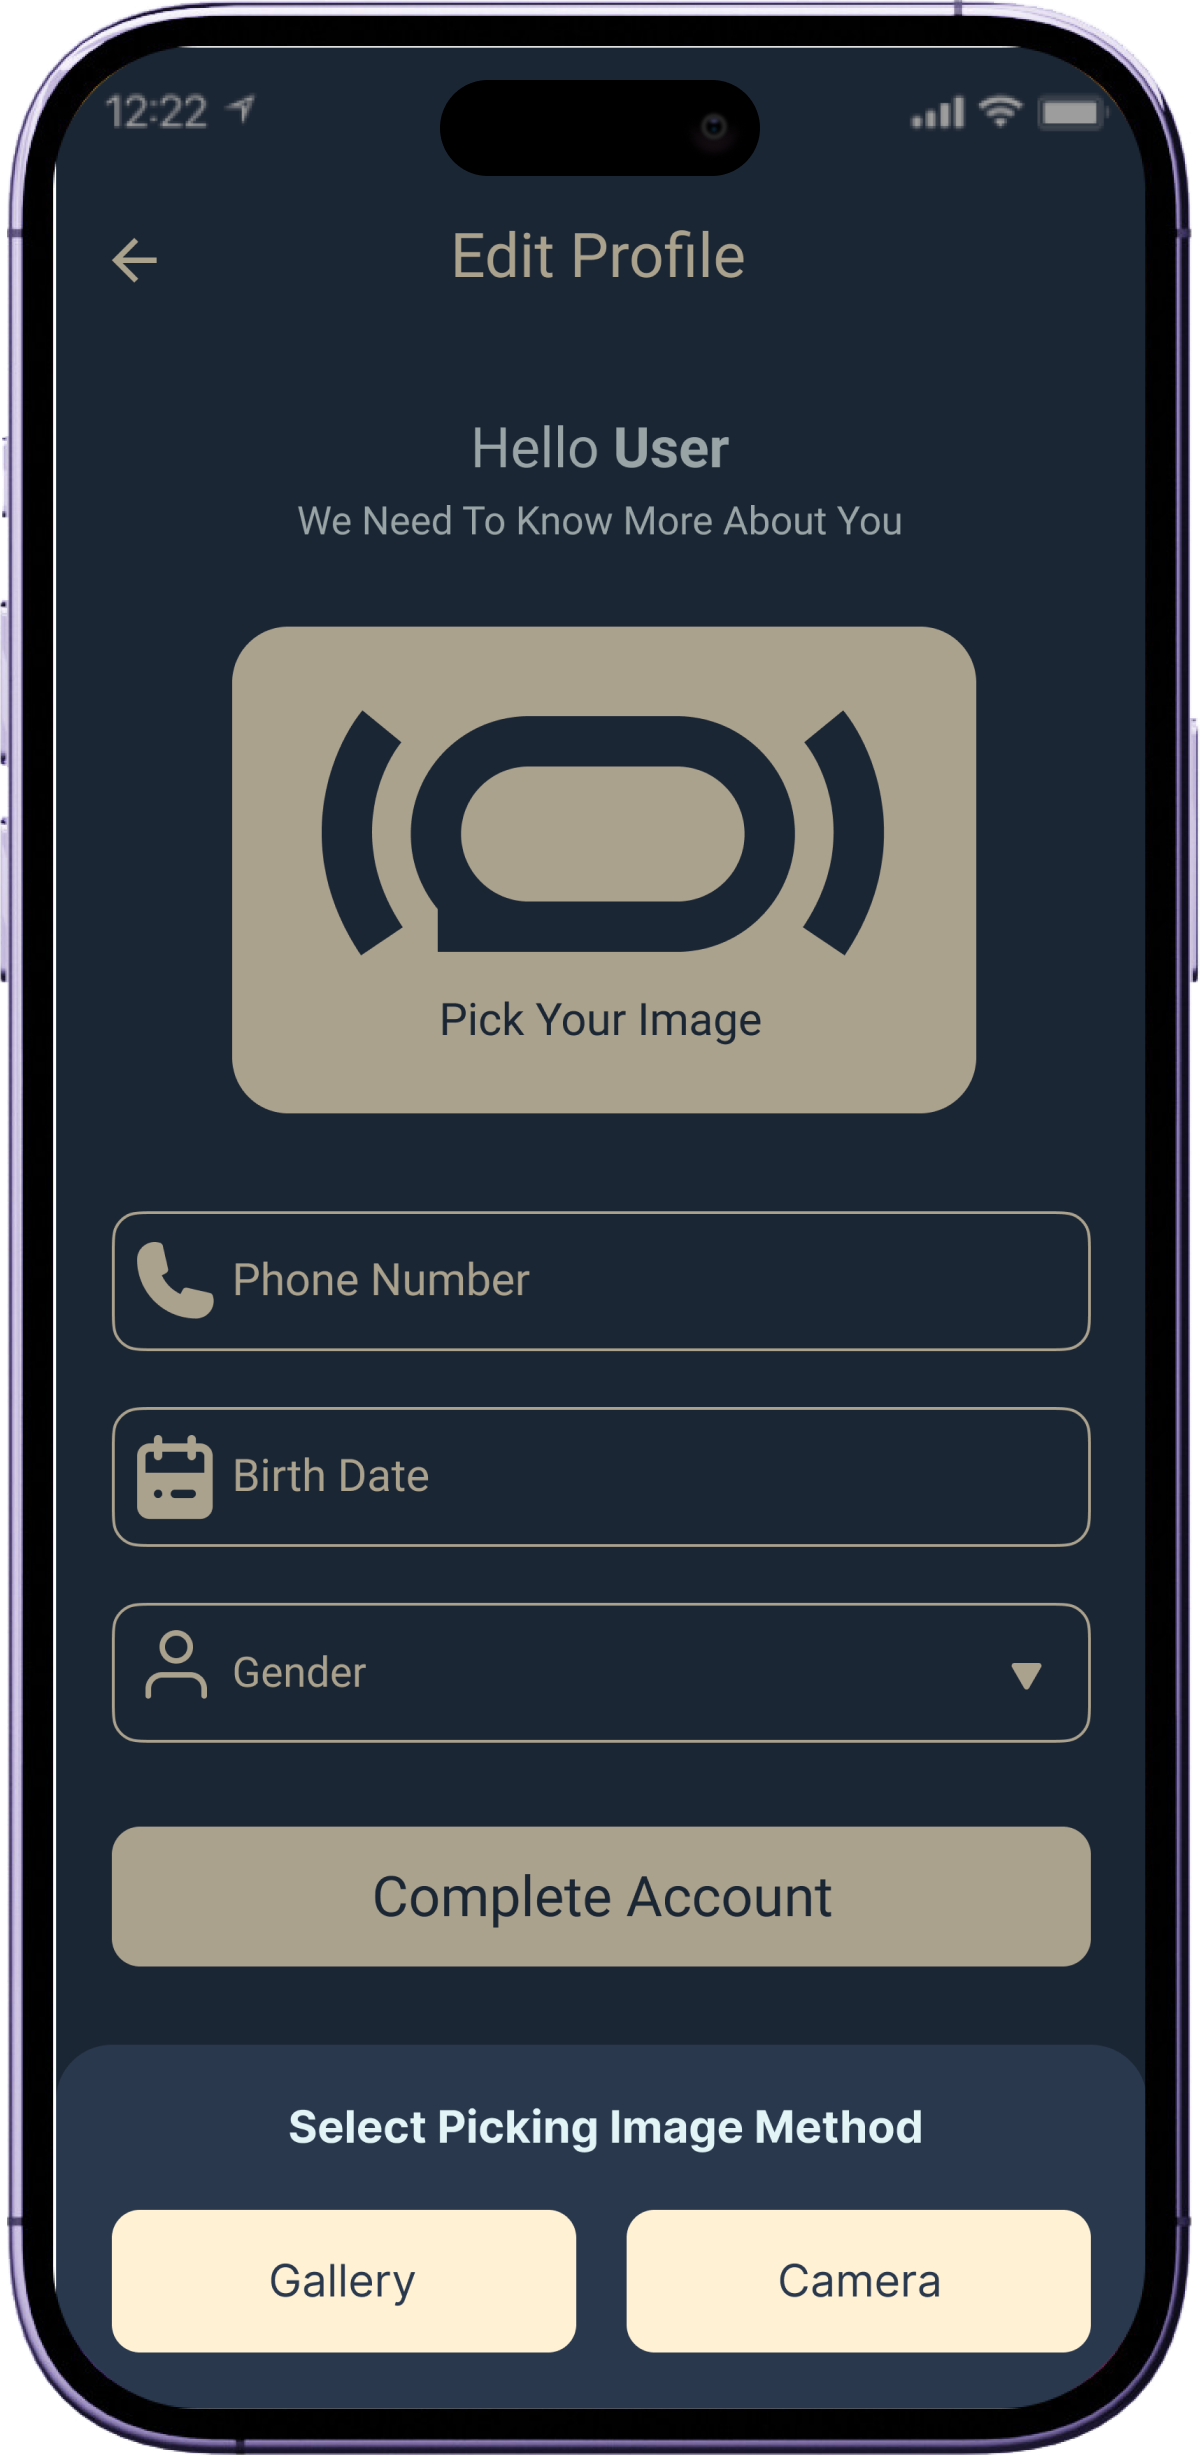 12:22
Edit Profile
Hello User
We Need To Know More About You
Pick Your Image
Phone Number
Birth Date
Gender
Complete Account
Select Picking Image Method
Gallery
Camera